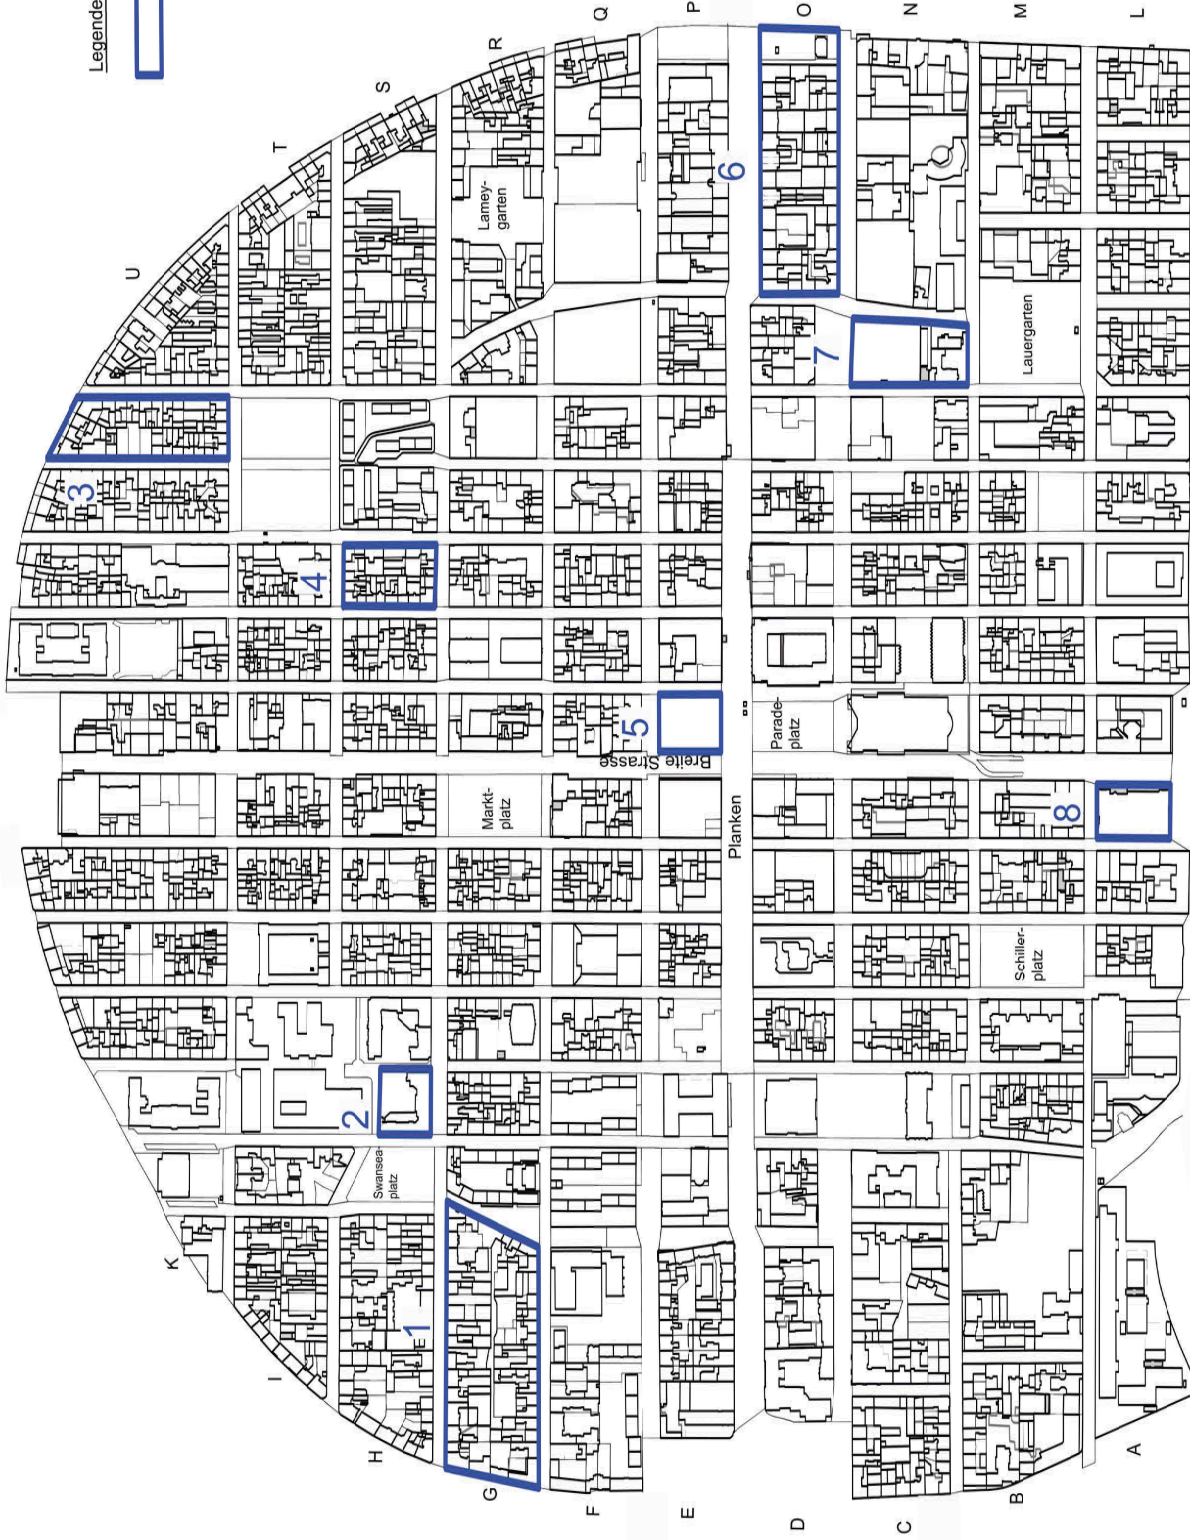 Legende
U
T
S
R
Q
P
O
N
M
L
K
I
H
G
F
E
D
C
B
A
1
2
3
4
5
6
7
8
Lamey-
garten
Lauergarten
Breite Strasse
Parade-
platz
Markt-
platz
Planken
Schiller-
platz
Swansea-
platz